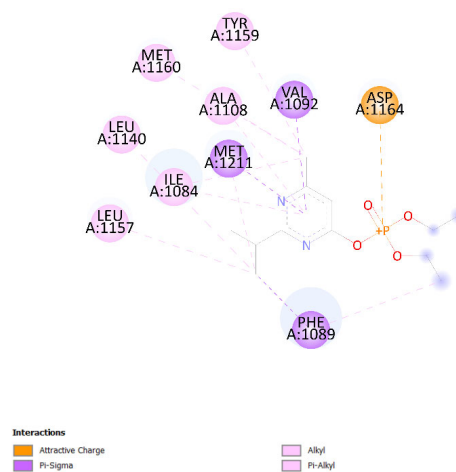 TYR
A:1159
MET
A:1160
VAL
A:1092
ASP
A:1164
ALA
A:1108
LEU
A:1140
MET
A:1211
ILE
A:1084
N
O
+P
O
LEU
A:1157
N
O
O
PHE
A:1089
Interactions
Attractive Charge
Pi-Sigma
Alkyl
Pi-Alkyl